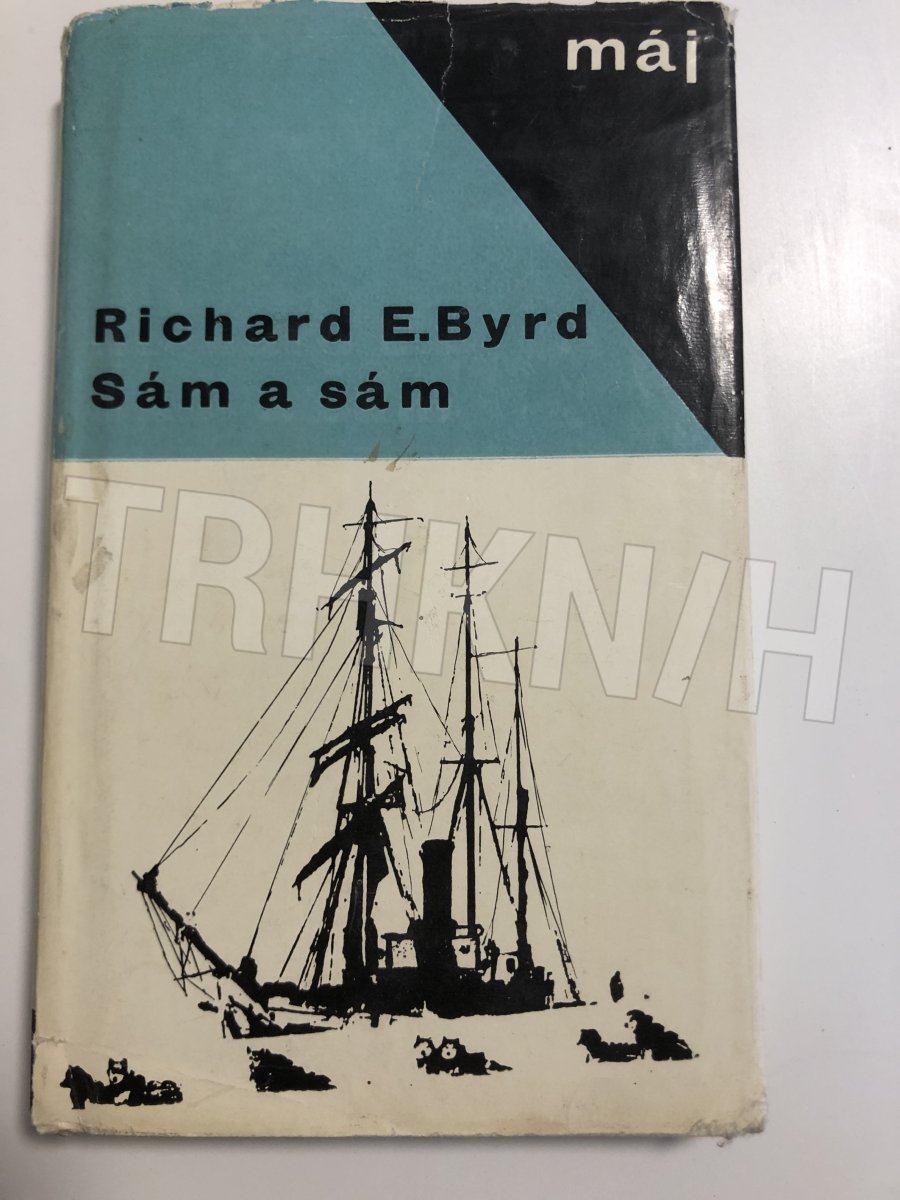 máj
Richard E.Byrd
Sám a sám
TRHKNIH